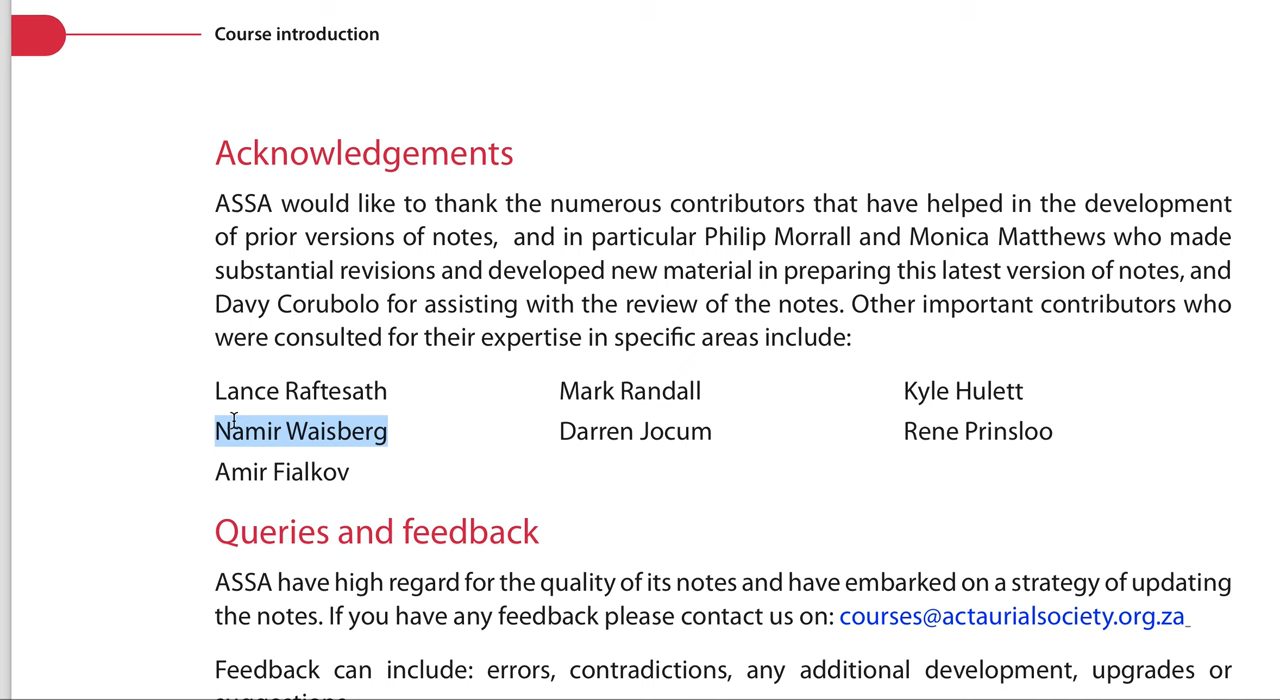 Course introduction
Acknowledgements
ASSA would like to thank the numerous contributors that have helped in the development
of prior versions of notes,  and in particular Philip Morrall and Monica Matthews who made
substantial revisions and developed new material in preparing this latest version of notes, and
Davy Corubolo for assisting with the review of the notes. Other important contributors who
were consulted for their expertise in specific areas include:
Lance Raftesath Mark Randall Kyle Hulett
Namir Waisberg Darren Jocum Rene Prinsloo
Amir Fialkov
Queries and feedback
ASSA have high regard for the quality of its notes and have embarked on a strategy of updating
the notes. If you have any feedback please contact us on: courses@actaurialsociety.org.za
Feedback can include: errors, contradictions, any additional development, upgrades or